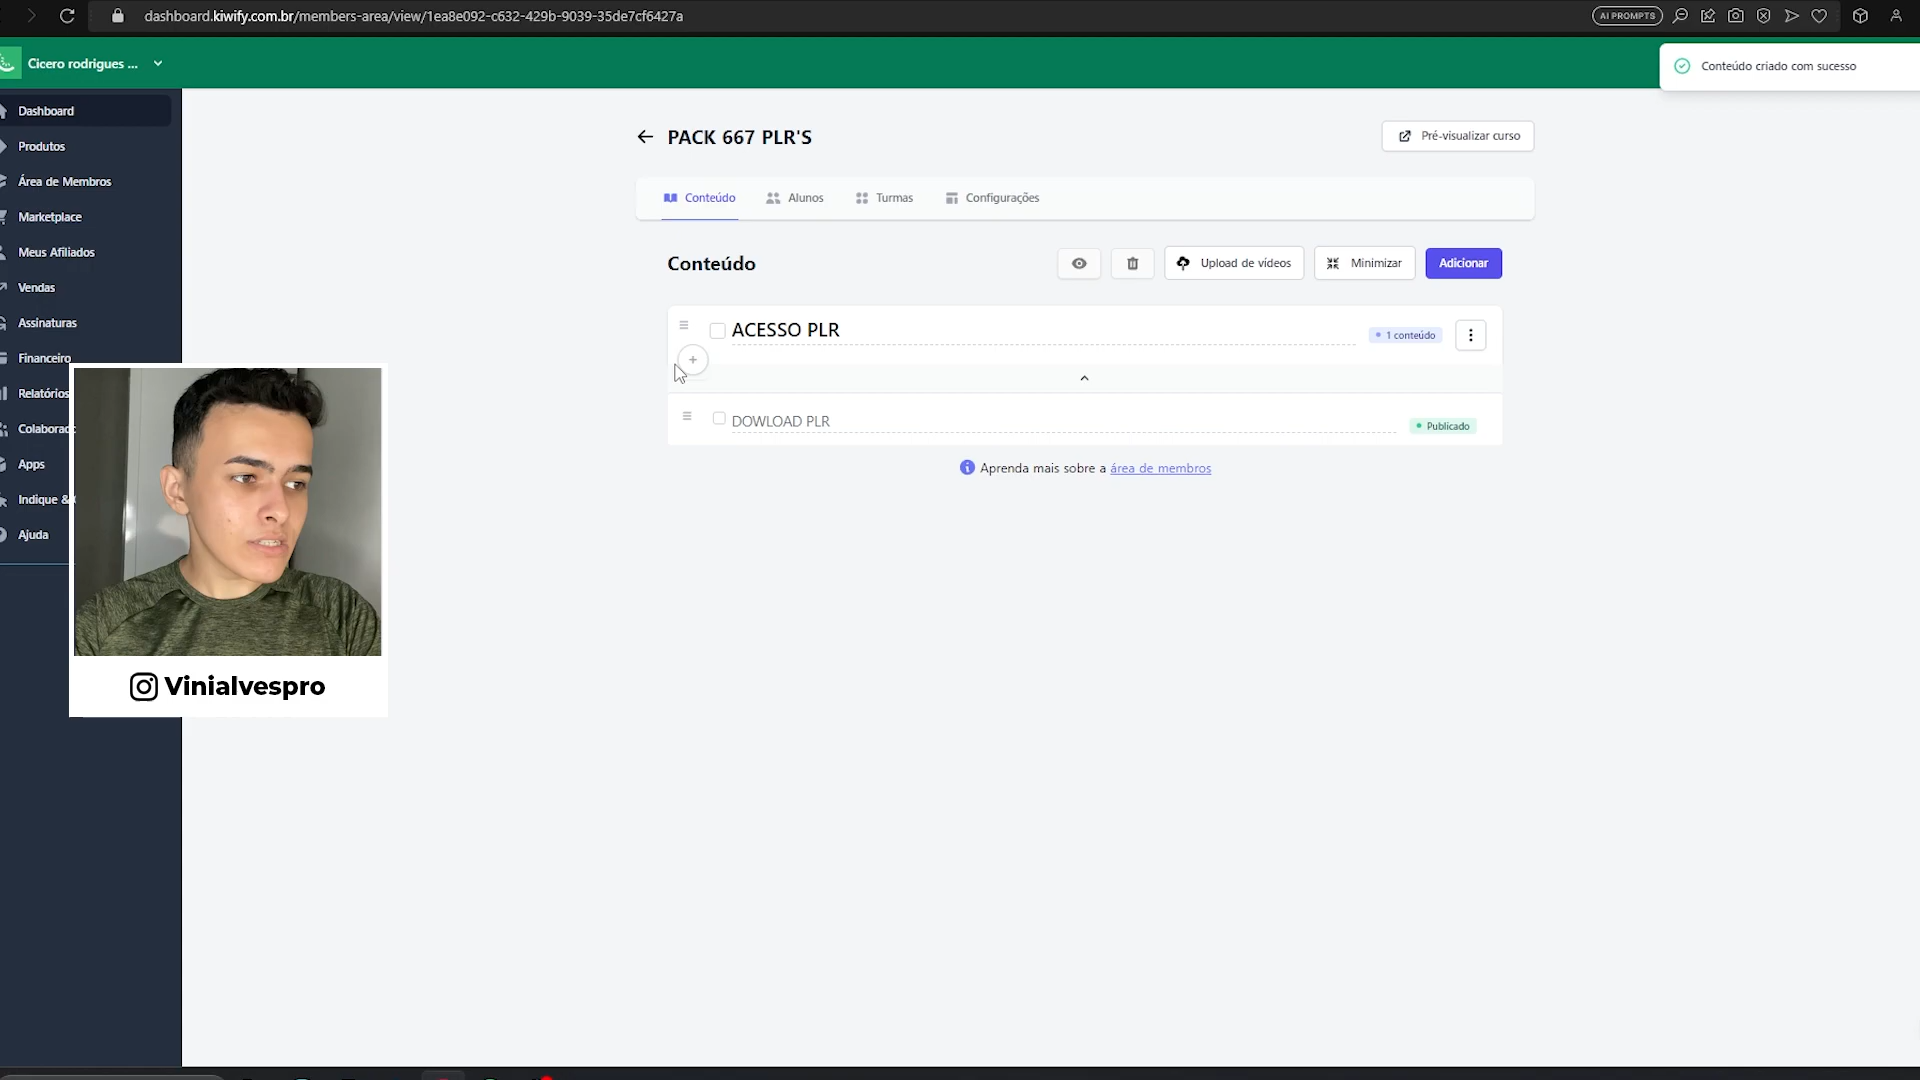 dashboard.kiwify.com.br/members-area/view/1ea8e092-c632-429b-9039-35de7cf6427a
AI PROMPTS
Cicero rodrigues ...
Conteúdo criado com sucesso
Dashboard
Produtos
Área de Membros
Marketplace
Meus Afiliados
Vendas
Assinaturas
Financeiro
Relatórios
Colaborad
Apps
Indique &
Ajuda
PACK 667 PLR'S
Pré-visualizar curso
Conteúdo
Alunos
Turmas
Configurações
Conteúdo
Upload de vídeos
Minimizar
Adicionar
ACESSO PLR
1 conteúdo
DOWLOAD PLR
Publicado
Aprenda mais sobre a área de membros
Vinialvespro